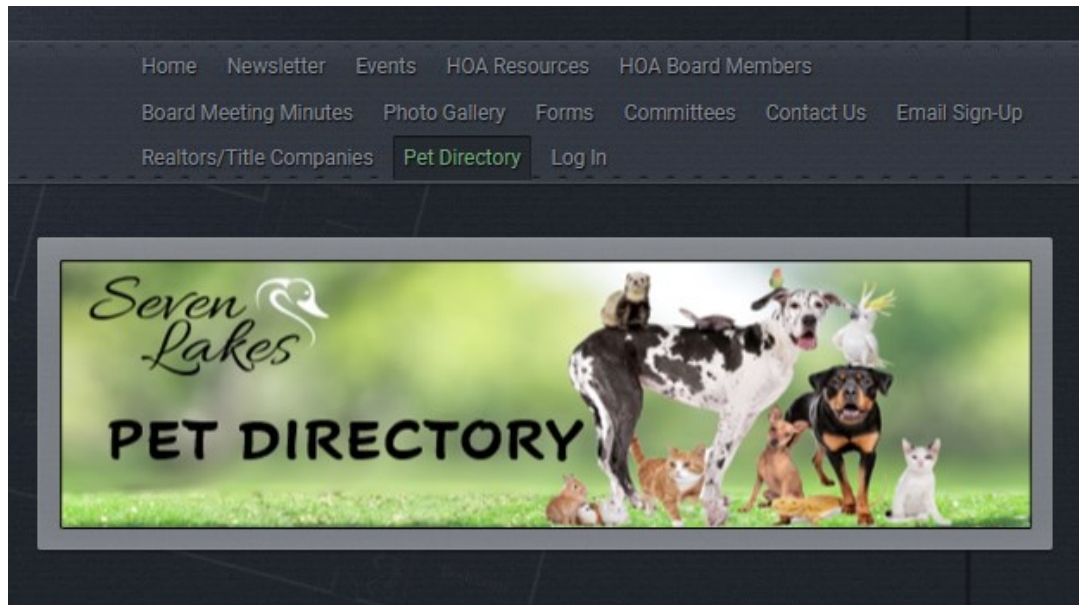 Home Newsletter Events HOA Resources HOA Board Members
Board Meeting Minutes Photo Gallery Forms Committees Contact Us Email Sign-Up
Realtors/Title Companies Pet Directory Log In
Seven
Lakes
PET DIRECTORY